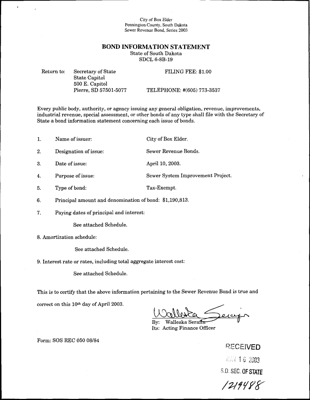 City of Box Elder
Pennington County, South Dakota
Sewer Revenue Bond, Series 2003
BOND INFORMATION STATEMENT
State of South Dakota
SDCL 6-8B-19
Return to: Secretary of State FILING FEE: $1.00
State Capitol
500 E. Capitol
Pierre, SD 57501-5077 TELEPHONE: #(605) 773-3537
Every public body, authority, or agency issuing any general obligation, revenue, improvements,
industrial revenue, special assessment, or other bonds of any type shall file with the Secretary of
State a bond information statement concerning each issue of bonds.
1. Name of issuer: City of Box Elder.
2. Designation of issue: Sewer Revenue Bonds.
3. Date of issue: April 10, 2003.
4. Purpose of issue: Sewer System Improvement Project.
5. Type of bond: Tax-Exempt.
6. Principal amount and denomination of bond: $1,190,813.
7. Paying dates of principal and interest:
See attached Schedule.
8. Amortization schedule:
See attached Schedule.
9. Interest rate or rates, including total aggregate interest cost:
See attached Schedule.
This is to certify that the above information pertaining to the Sewer Revenue Bond is true and
correct on this 10th day of April 2003.
By: Walleska
Its: Acting Finance Officer
Form: SOS REC 050 08/84
RECEIVED
16 2003
S.D. SEC. OF STATE
1219488